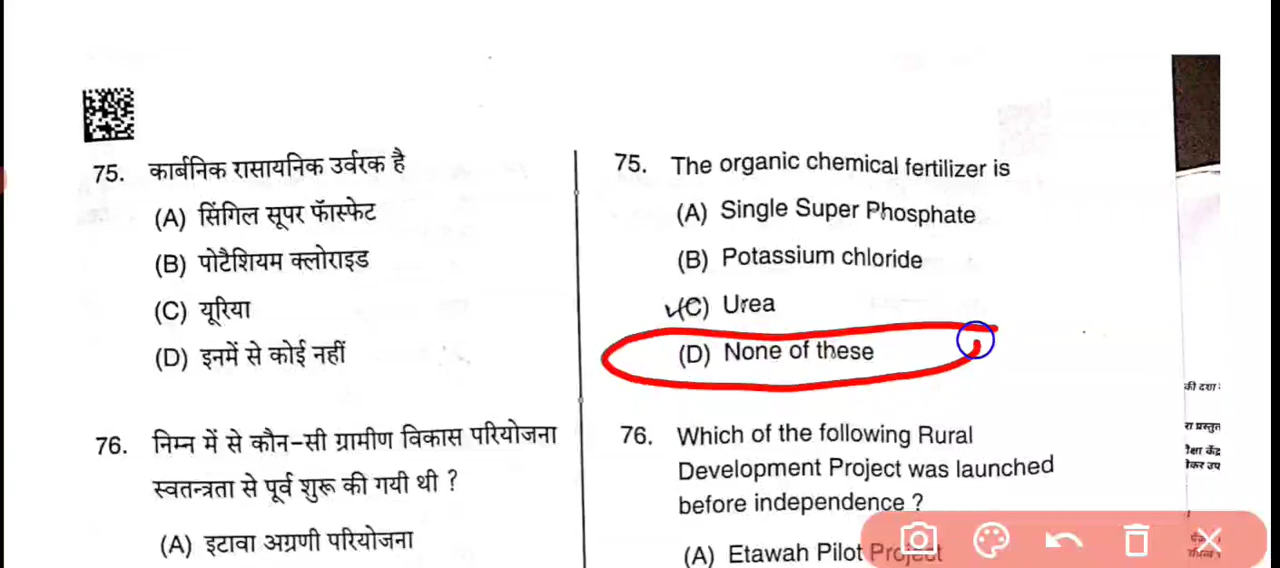 75. कार्बनिक रासायनिक उर्वरक है
(A) सिंगिल सूपर फॅास्फेट
(B) पोटैशियम क्लोराइड
(C) यूरिया
(D) इनमें से कोई नहीं
76. निम्न में से कौन-सी ग्रामीण विकास परियोजना
स्वतन्त्रता से पूर्व शुरू की गयी थी ?
(A) इटावा अग्रणी परियोजना
75. The organic chemical fertilizer is
(A) Single Super Phosphate
(B) Potassium chloride
(C) Urea
(D) None of these
76. Which of the following Rural
Development Project was launched
before independence ?
(A) Etawah Pilot Project
की दशा